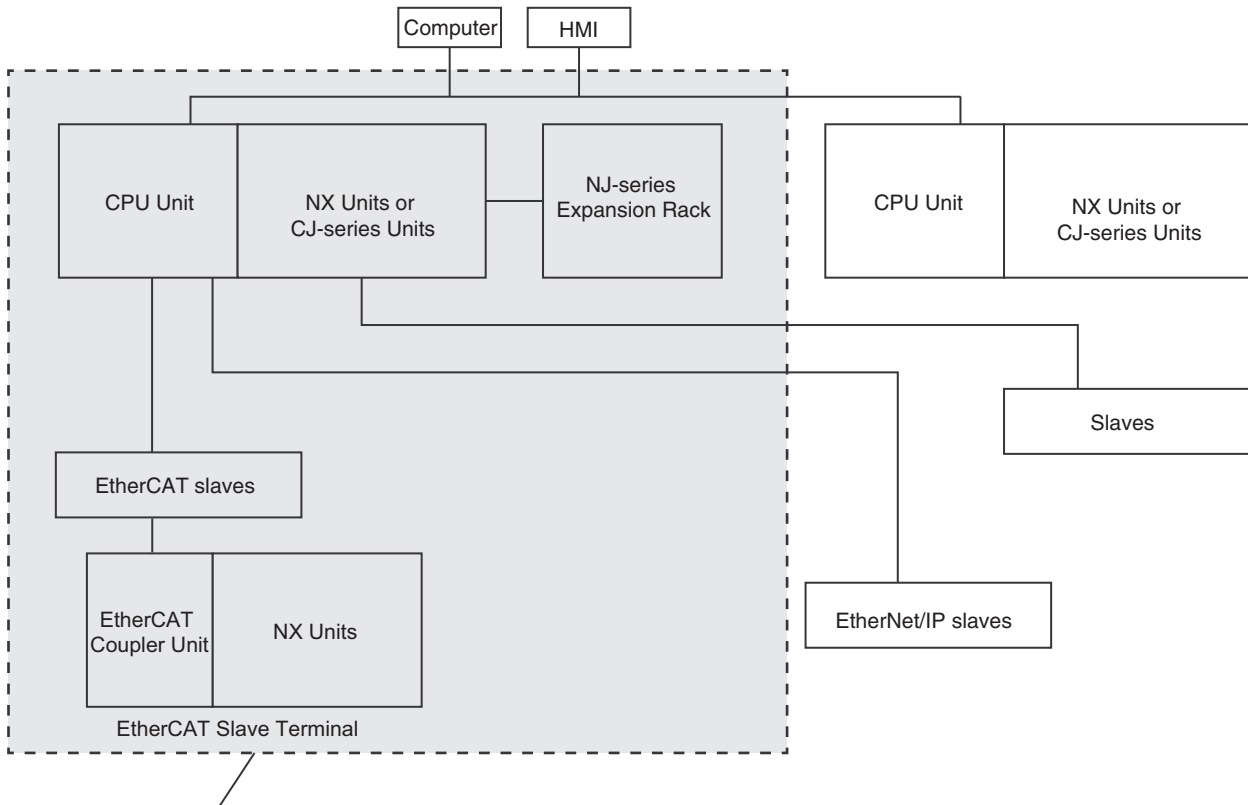 Computer
HMI
CPU Unit
NX Units or
CJ-series Units
NJ-series
Expansion Rack
CPU Unit
NX Units or
CJ-series Units
Slaves
EtherCAT slaves
EtherCAT
Coupler Unit
NX Units
EtherNet/IP slaves
EtherCAT Slave Terminal